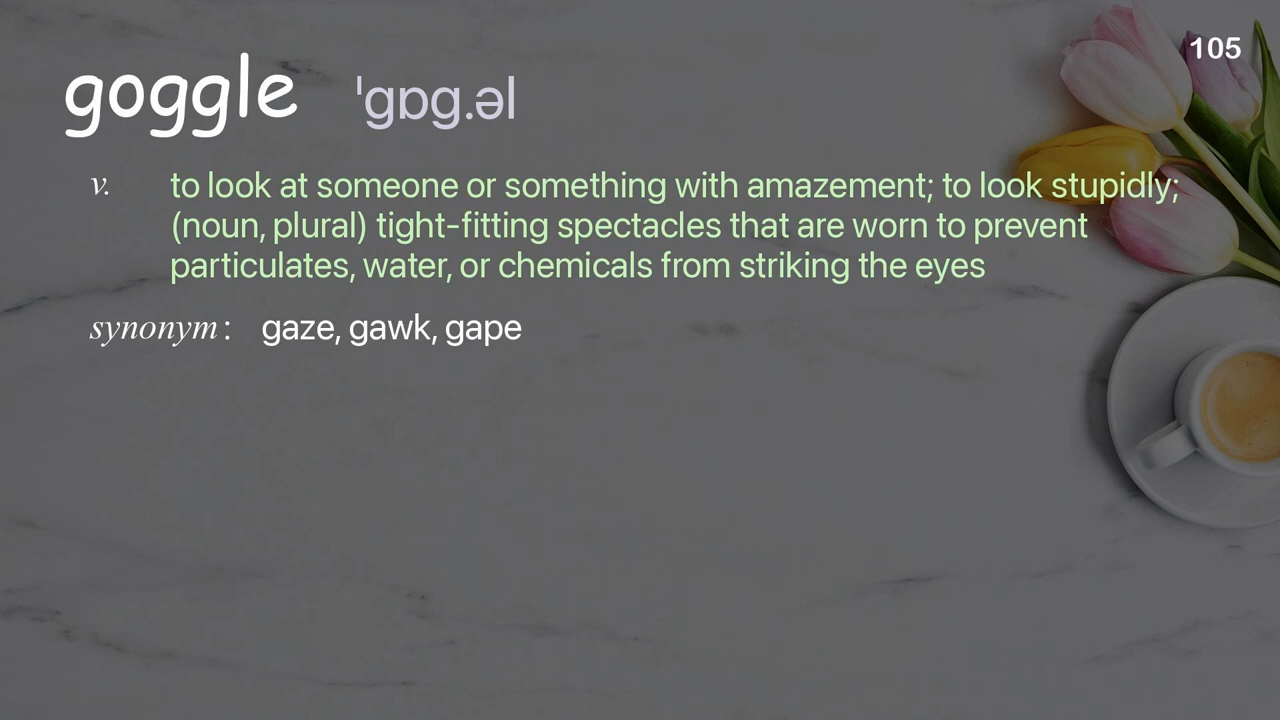 105
goggle ˈɡɒɡ.əl
v. to look at someone or something with amazement; to look stupidly;
(noun, plural) tight-fitting spectacles that are worn to prevent
particulates, water, or chemicals from striking the eyes
synonym: gaze, gawk, gape